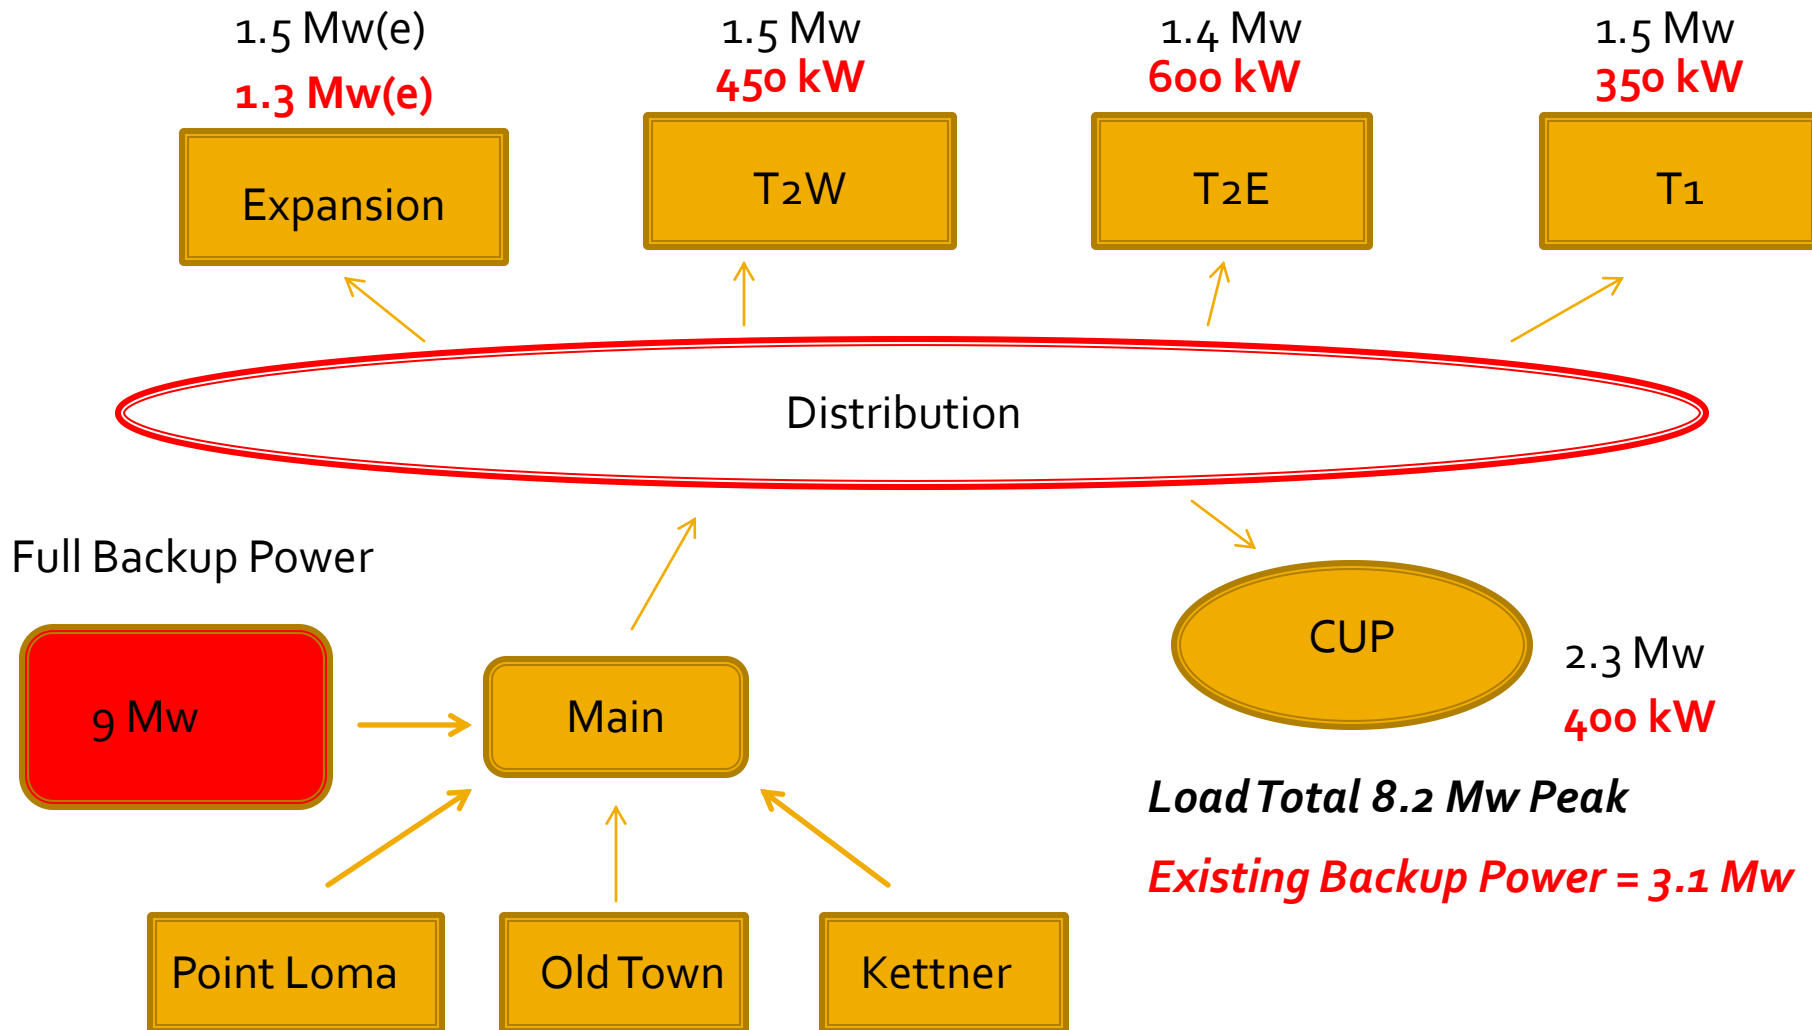 1.5 Mw(e)
1.3 Mw(e)
Expansion
1.5 Mw
450 kW
T2W
1.4 Mw
600 kW
T2E
1.5 Mw
350 kW
T1
Distribution
Full Backup Power
9 Mw
Main
CUP
2.3 Mw
400 kW
Load Total 8.2 Mw Peak
Existing Backup Power = 3.1 Mw
Point Loma
Old Town
Kettner